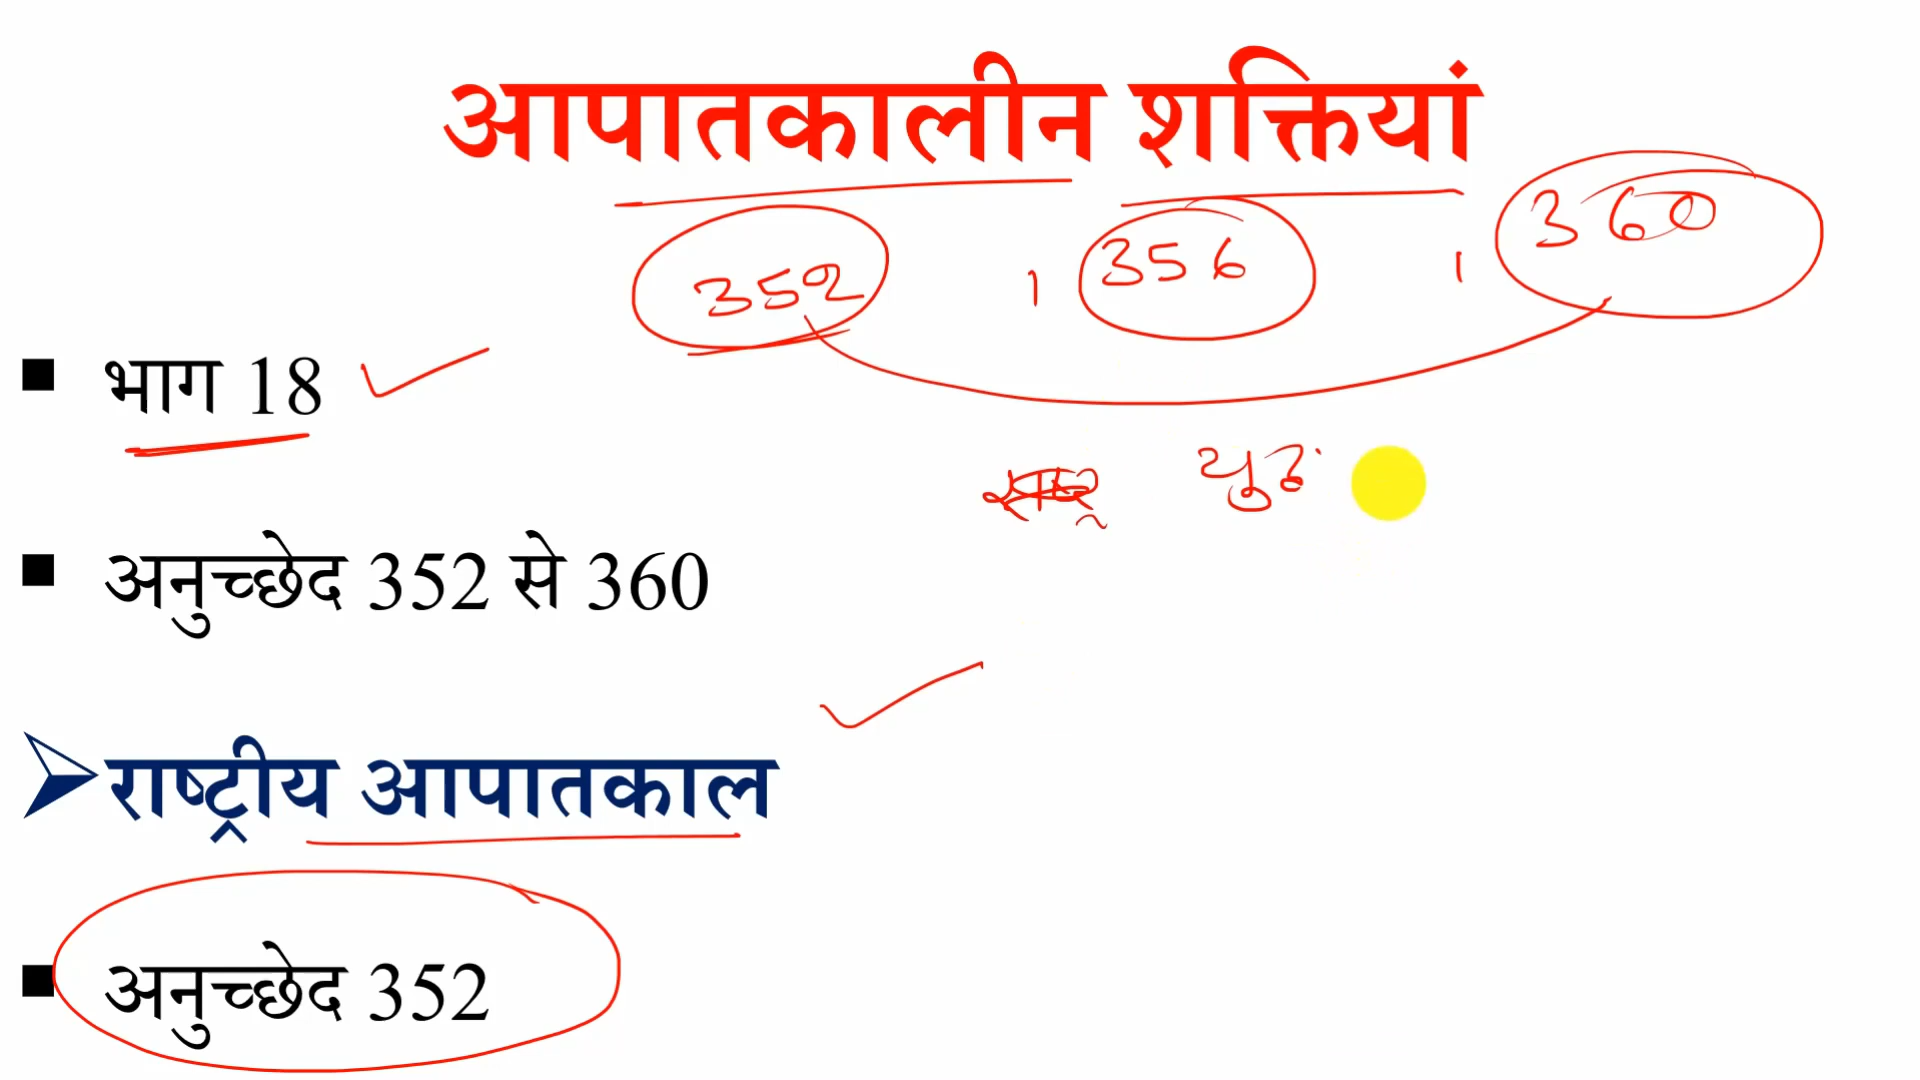 आपातकालीन शक्तियां
352 , 356 , 360
भाग 18
अनुच्छेद 352 से 360
राष्ट्रीय आपातकाल
अनुच्छेद 352